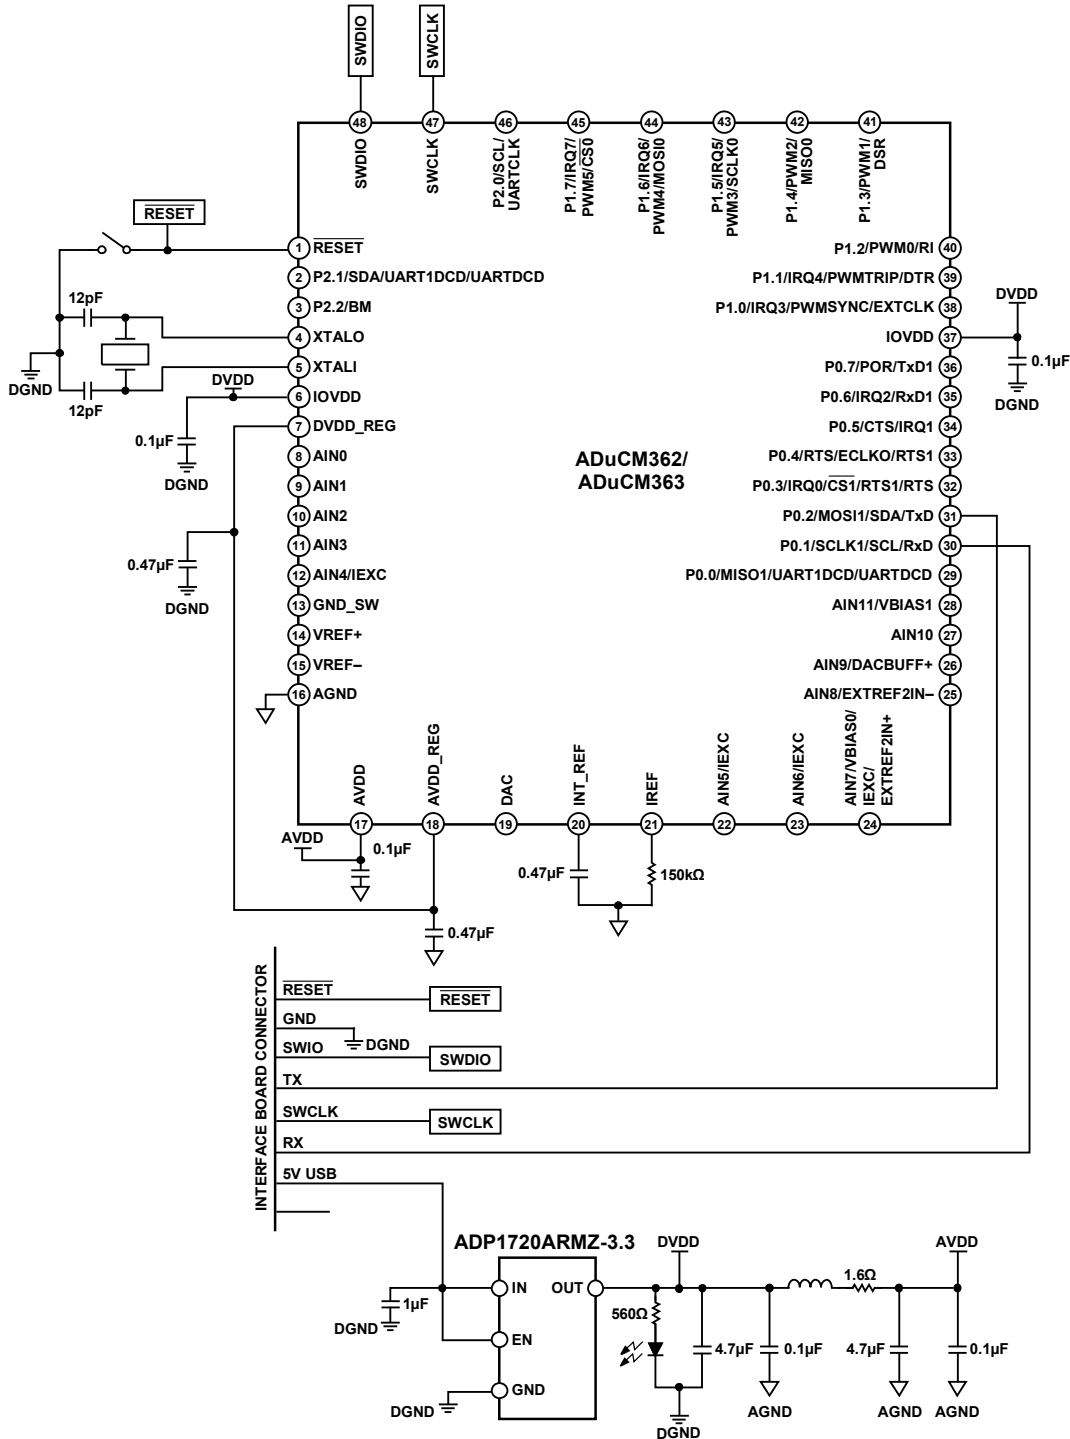 SWDIO
SWCLK
48
47
46
45
44
43
42
41
SWDIO
SWCLK
P2.0/SCL/
UARTCLK
P1.7/IRQ7/
PWM5/CS0
P1.6/IRQ6/
PWM4/MOSI0
P1.5/IRQ5/
PWM3/SCLK0
P1.4/PWM2/
MISO0
P1.3/PWM1/
DSR
RESET
12pF
12pF
DGND
DVDD
0.1µF
DGND
0.47µF
DGND
1 RESET
2 P2.1/SDA/UART1DCD/UARTDCD
3 P2.2/BM
4 XTALO
5 XTALI
6 IOVDD
7 DVDD_REG
8 AIN0
9 AIN1
10 AIN2
11 AIN3
12 AIN4/IEXC
13 GND_SW
14 VREF+
15 VREF–
16 AGND
ADuCM362/
ADuCM363
P1.2/PWM0/RI 40
P1.1/IRQ4/PWMTRIP/DTR 39
P1.0/IRQ3/PWMSYNC/EXTCLK 38
IOVDD 37
P0.7/POR/TxD1 36
P0.6/IRQ2/RxD1 35
P0.5/CTS/IRQ1 34
P0.4/RTS/ECLKO/RTS1 33
P0.3/IRQ0/CS1/RTS1/RTS 32
P0.2/MOSI1/SDA/TxD 31
P0.1/SCLK1/SCL/RxD 30
P0.0/MISO1/UART1DCD/UARTDCD 29
AIN11/VBIAS1 28
AIN10 27
AIN9/DACBUFF+ 26
AIN8/EXTREF2IN– 25
DVDD
0.1µF
DGND
AVDD
AVDD_REG
DAC
INT_REF
IREF
AIN5/IEXC
AIN6/IEXC
AIN7/VBIAS0/
IEXC/
EXTREF2IN+
17
18
19
20
21
22
23
24
AVDD
0.1µF
0.47µF
0.47µF
150kΩ
INTERFACE BOARD CONNECTOR
RESET
RESET
GND
DGND
SWIO
SWDIO
TX
SWCLK
SWCLK
RX
5V USB
ADP1720ARMZ-3.3
IN
OUT
EN
GND
1µF
DGND
DGND
DVDD
560Ω
4.7µF
0.1µF
1.6Ω
4.7µF
AVDD
0.1µF
DGND
AGND
AGND
AGND